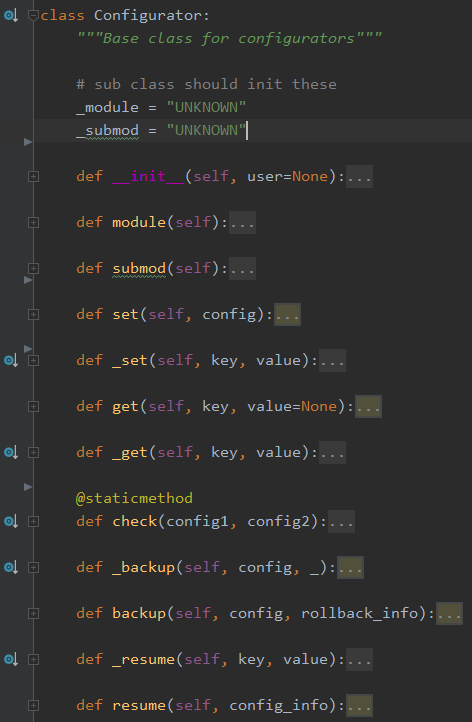 class Configurator:
"""Base class for configurators"""
# sub class should init these
_module = "UNKNOWN"
_submod = "UNKNOWN"
def __init__(self, user=None):...
def module(self):...
def submod(self):...
def set(self, config):...
def _set(self, key, value):...
def get(self, key, value=None):...
def _get(self, key, value):...
@staticmethod
def check(config1, config2):...
def _backup(self, config, _):...
def backup(self, config, rollback_info):...
def _resume(self, key, value):...
def resume(self, config_info):...